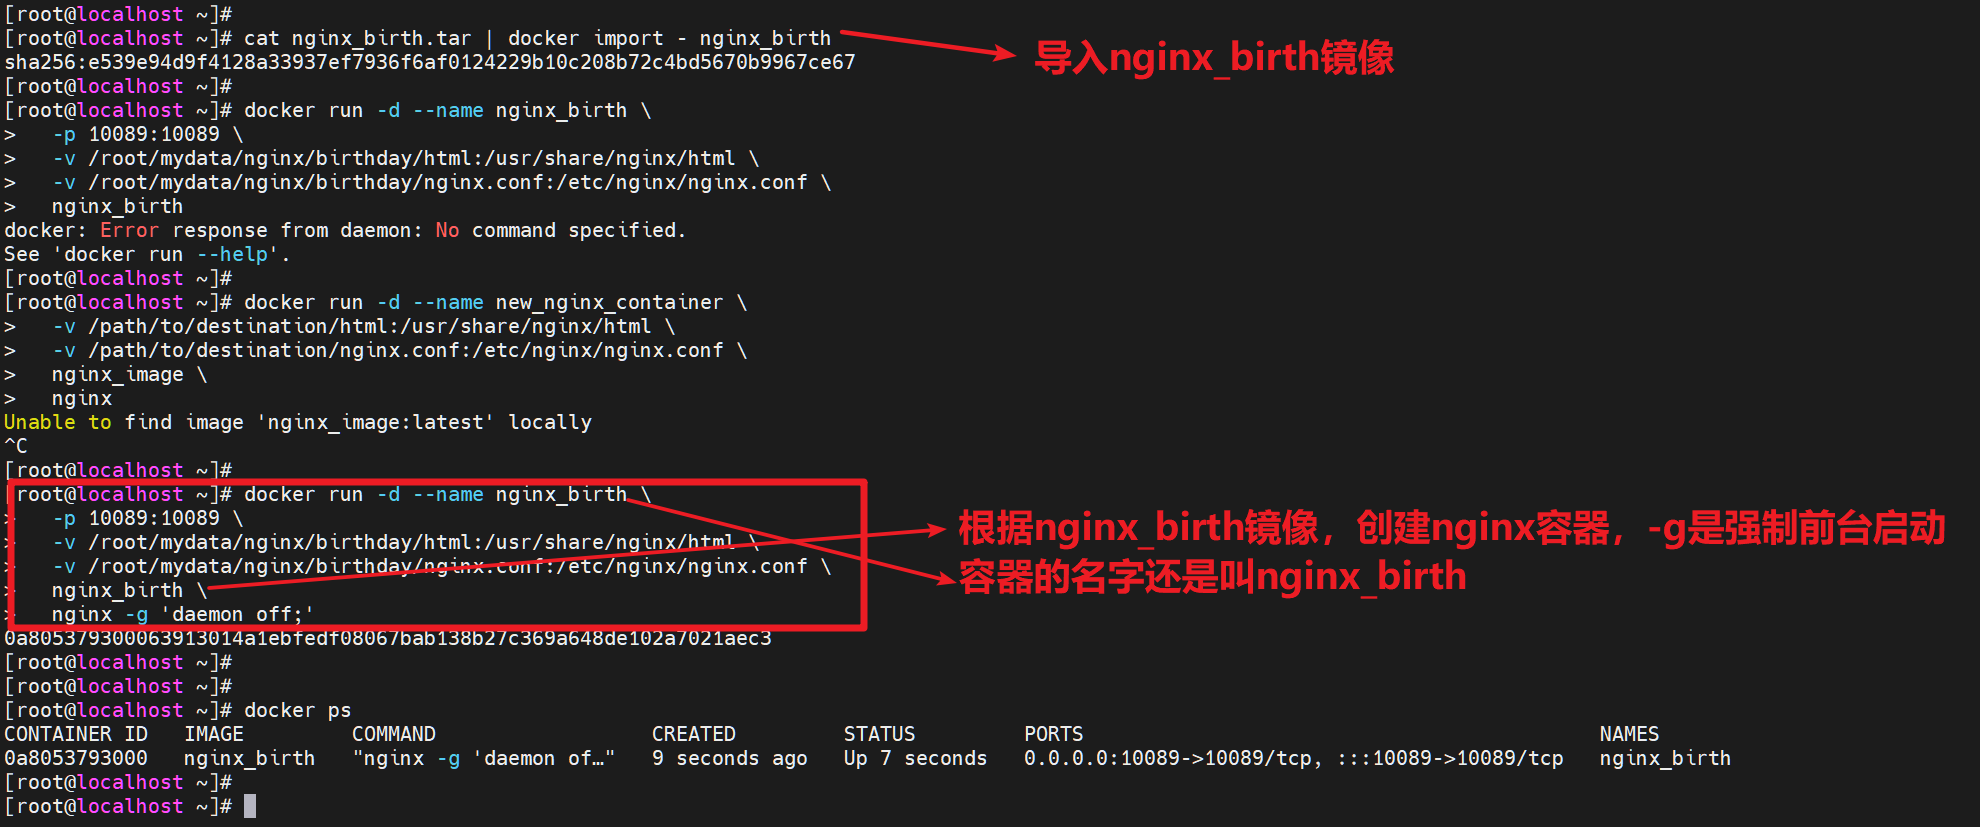 [root@localhost ~]#
[root@localhost ~]# cat nginx_birth.tar | docker import - nginx_birth
sha256:e539e94d9f4128a33937ef7936f6af0124229b10c208b72c4bd5670b9967ce67
导入nginx_birth镜像
[root@localhost ~]#
[root@localhost ~]# docker run -d --name nginx_birth \
>   -p 10089:10089 \
>   -v /root/mydata/nginx/birthday/html:/usr/share/nginx/html \
>   -v /root/mydata/nginx/birthday/nginx.conf:/etc/nginx/nginx.conf \
>   nginx_birth
docker: Error response from daemon: No command specified.
See 'docker run --help'.
[root@localhost ~]#
[root@localhost ~]# docker run -d --name new_nginx_container \
>   -v /path/to/destination/html:/usr/share/nginx/html \
>   -v /path/to/destination/nginx.conf:/etc/nginx/nginx.conf \
>   nginx_image \
>   nginx
Unable to find image 'nginx_image:latest' locally
^C
[root@localhost ~]#
[root@localhost ~]# docker run -d --name nginx_birth \
>   -p 10089:10089 \
>   -v /root/mydata/nginx/birthday/html:/usr/share/nginx/html \
>   -v /root/mydata/nginx/birthday/nginx.conf:/etc/nginx/nginx.conf \
>   nginx_birth \
>   nginx -g 'daemon off;'
根据nginx_birth镜像，创建nginx容器，-g是强制前台启动
容器的名字还是叫nginx_birth
0a805379300063913014a1ebfedf08067bab138b27c369a648de102a7021aec3
[root@localhost ~]#
[root@localhost ~]#
[root@localhost ~]# docker ps
CONTAINER ID   IMAGE         COMMAND                  CREATED         STATUS         PORTS                                           NAMES
0a8053793000   nginx_birth   "nginx -g 'daemon of…"   9 seconds ago   Up 7 seconds   0.0.0.0:10089->10089/tcp, :::10089->10089/tcp   nginx_birth
[root@localhost ~]#
[root@localhost ~]#